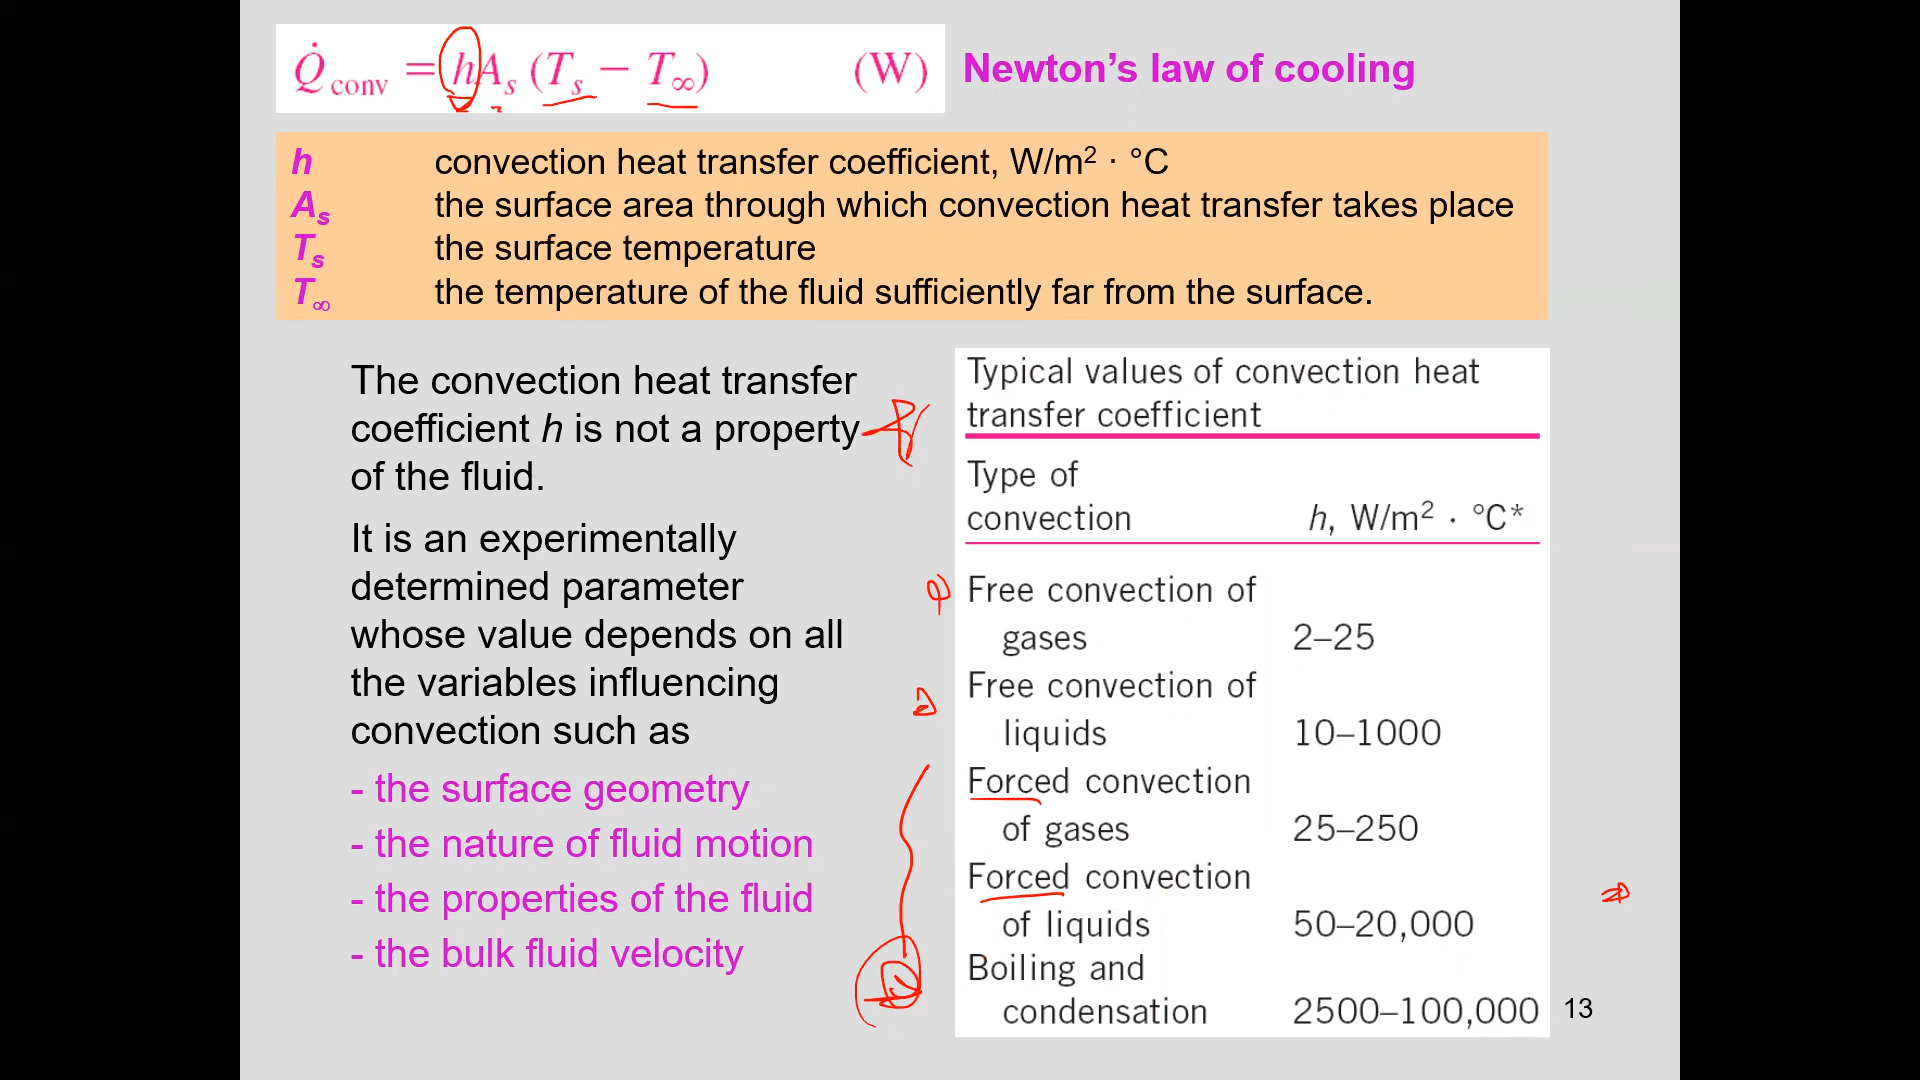 Q̇conv = hAs (Ts − T∞) (W) Newton’s law of cooling
h convection heat transfer coefficient, W/m² · °C
As the surface area through which convection heat transfer takes place
Ts the surface temperature
T∞ the temperature of the fluid sufficiently far from the surface.
The convection heat transfer
coefficient h is not a property
of the fluid.
It is an experimentally
determined parameter
whose value depends on all
the variables influencing
convection such as
- the surface geometry
- the nature of fluid motion
- the properties of the fluid
- the bulk fluid velocity
Typical values of convection heat
transfer coefficient
Type of
convection h, W/m² · °C*
Free convection of
gases 2–25
Free convection of
liquids 10–1000
Forced convection
of gases 25–250
Forced convection
of liquids 50–20,000
Boiling and
condensation 2500–100,000
13